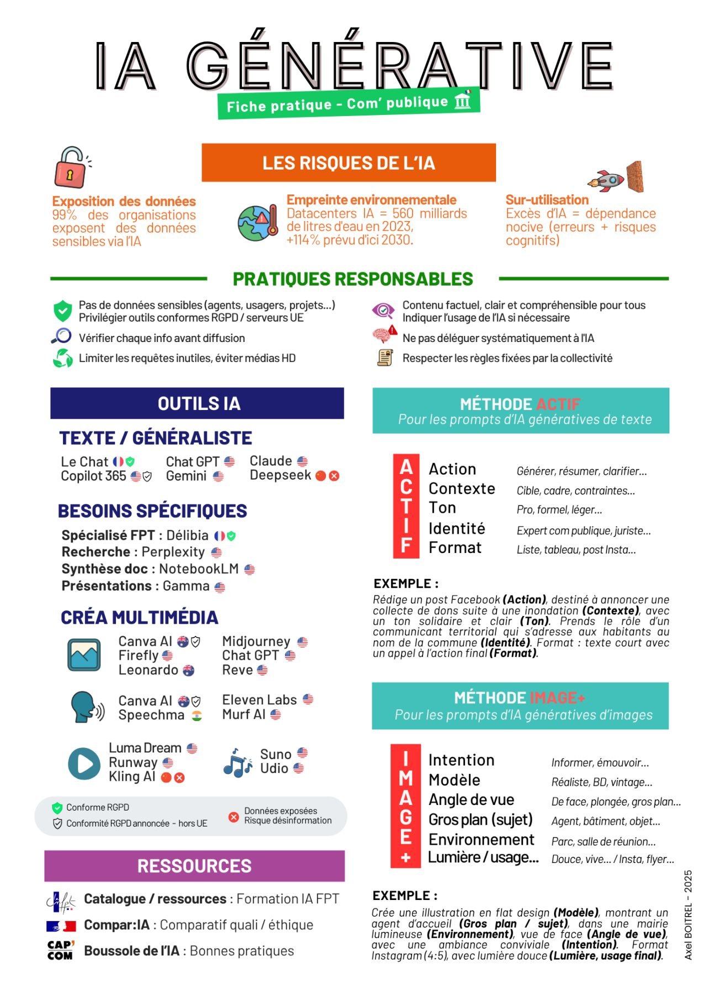 IA GÉNÉRATIVE
Fiche pratique - Com’ publique
LES RISQUES DE L’IA
Exposition des données
99% des organisations
exposent des données
sensibles via l’IA
Empreinte environnementale
Datacenters IA = 560 milliards
de litres d'eau en 2023,
+114% prévu d'ici 2030.
Sur-utilisation
Excès d’IA = dépendance
nocive (erreurs + risques
cognitifs)
PRATIQUES RESPONSABLES
Pas de données sensibles (agents, usagers, projets...)
Privilégier outils conformes RGPD / serveurs UE
Vérifier chaque info avant diffusion
Limiter les requêtes inutiles, éviter médias HD
Contenu factuel, clair et compréhensible pour tous
Indiquer l’usage de l’IA si nécessaire
Ne pas déléguer systématiquement à l'IA
Respecter les règles fixées par la collectivité
OUTILS IA
TEXTE / GÉNÉRALISTE
Le Chat
Chat GPT
Claude
Copilot 365
Gemini
Deepseek
BESOINS SPÉCIFIQUES
Spécialisé FPT : Délibia
Recherche : Perplexity
Synthèse doc : NotebookLM
Présentations : Gamma
CRÉA MULTIMÉDIA
Canva AI
Firefly
Leonardo
Midjourney
Chat GPT
Reve
Canva AI
Speechma
Eleven Labs
Murf AI
Luma Dream
Runway
Kling AI
Suno
Udio
Conforme RGPD
Conformité RGPD annoncée - hors UE
Données exposées
Risque désinformation
RESSOURCES
cnfpt
Catalogue / ressources : Formation IA FPT
Compar:IA : Comparatif quali / éthique
CAP’
COM
Boussole de l’IA : Bonnes pratiques
MÉTHODE ACTIF
Pour les prompts d’IA génératives de texte
A Action Générer, résumer, clarifier...
C Contexte Cible, cadre, contraintes...
T Ton Pro, formel, léger...
I Identité Expert com publique, juriste...
F Format Liste, tableau, post Insta...
EXEMPLE :
Rédige un post Facebook (Action), destiné à annoncer une
collecte de dons suite à une inondation (Contexte), avec
un ton solidaire et clair (Ton). Prends le rôle d’un
communicant territorial qui s’adresse aux habitants au
nom de la commune (Identité). Format : texte court avec
un appel à l’action final (Format).
MÉTHODE IMAGE+
Pour les prompts d’IA génératives d’images
I Intention Informer, émouvoir...
M Modèle Réaliste, BD, vintage...
A Angle de vue De face, plongée, gros plan...
G Gros plan (sujet) Agent, bâtiment, objet...
E Environnement Parc, salle de réunion...
+ Lumière / usage... Douce, vive... / Insta, flyer...
EXEMPLE :
Crée une illustration en flat design (Modèle), montrant un
agent d’accueil (Gros plan / sujet), dans une mairie
lumineuse (Environnement), vue de face (Angle de vue),
avec une ambiance conviviale (Intention). Format
Instagram (4:5), avec lumière douce (Lumière, usage final).
Axel BOITREL - 2025